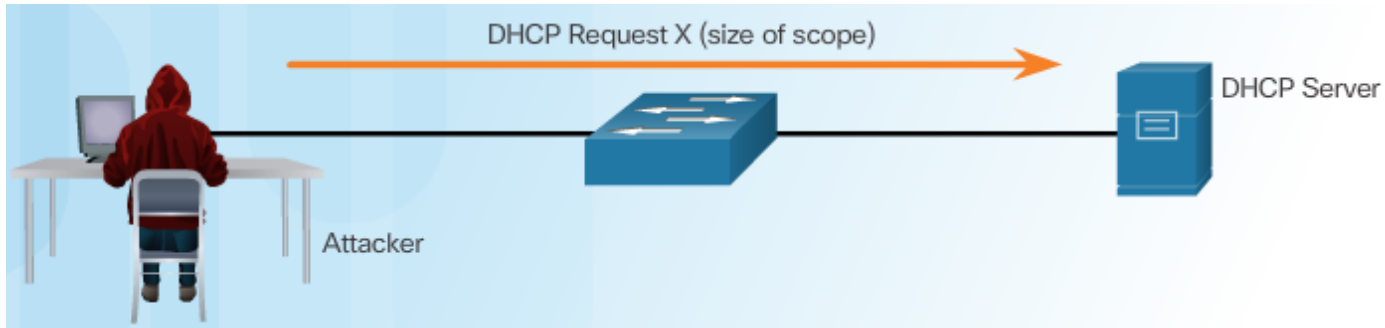 DHCP Request X (size of scope)
DHCP Server
Attacker